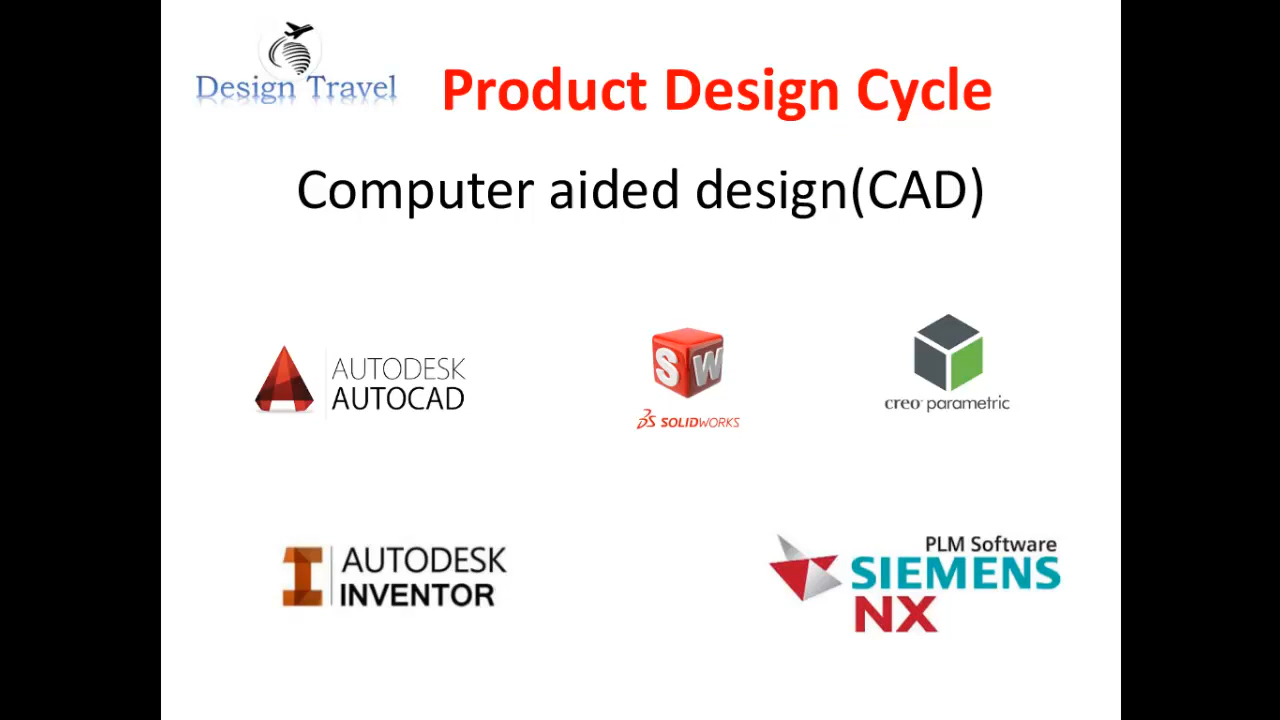 Design Travel
Product Design Cycle
Computer aided design(CAD)
AUTODESK
AUTOCAD
SW
SOLIDWORKS
creo parametric
AUTODESK
INVENTOR
PLM Software
SIEMENS
NX